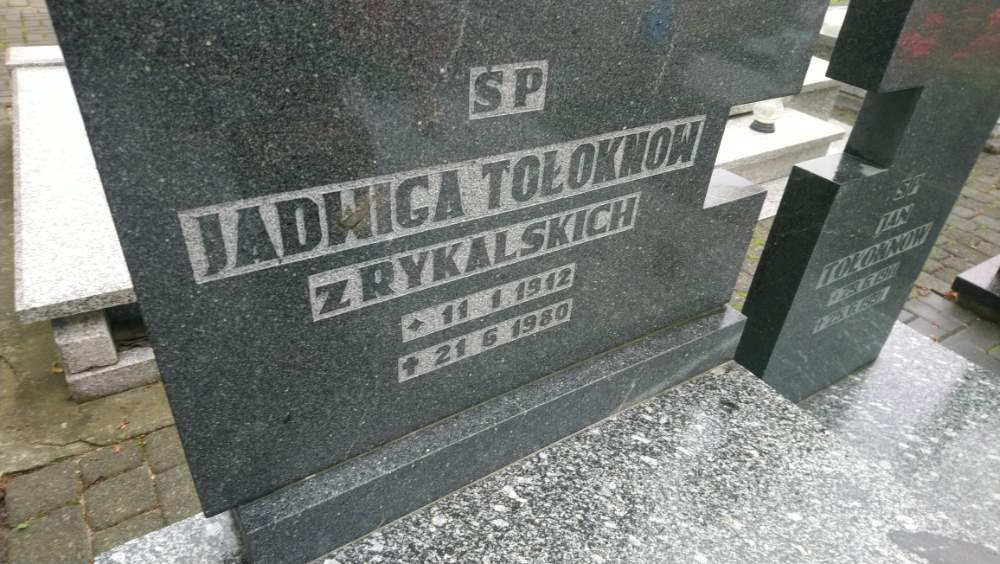 SP
JADWIGA TOŁOKNOW
Z RYKALSKICH
11 1 1912
✝ 21 6 1980
SP
JAN
TOŁOKNOW